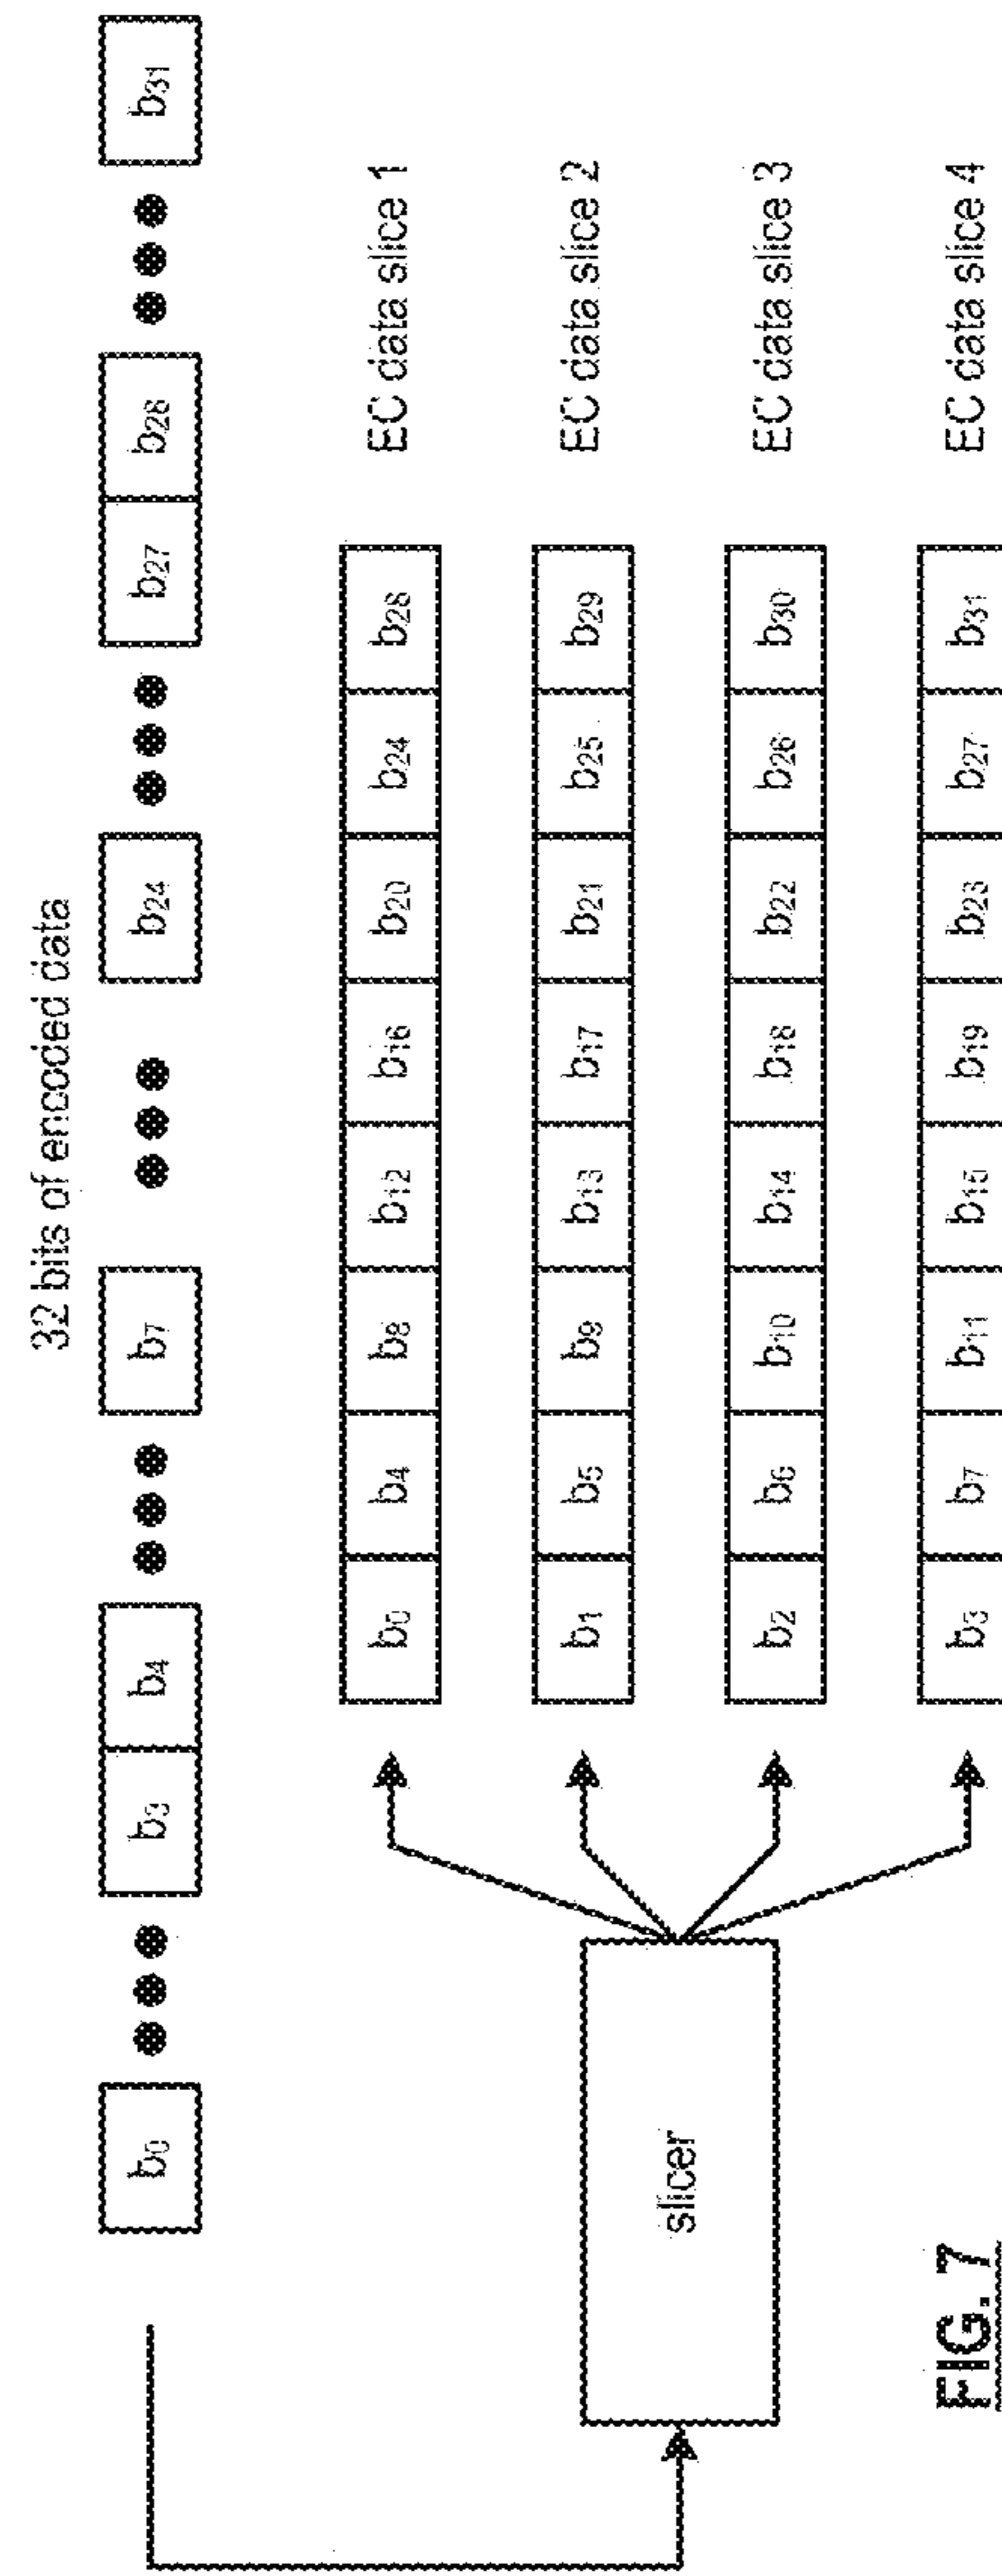 32 bits of encoded data
b0 b3 b4 b7 b24 b27 b28 b31
slicer
b0 b4 b8 b12 b16 b20 b24 b28 EC data slice 1
b1 b5 b9 b13 b17 b21 b25 b29 EC data slice 2
b2 b6 b10 b14 b18 b22 b26 b30 EC data slice 3
b3 b7 b11 b15 b19 b23 b27 b31 EC data slice 4
FIG. 7